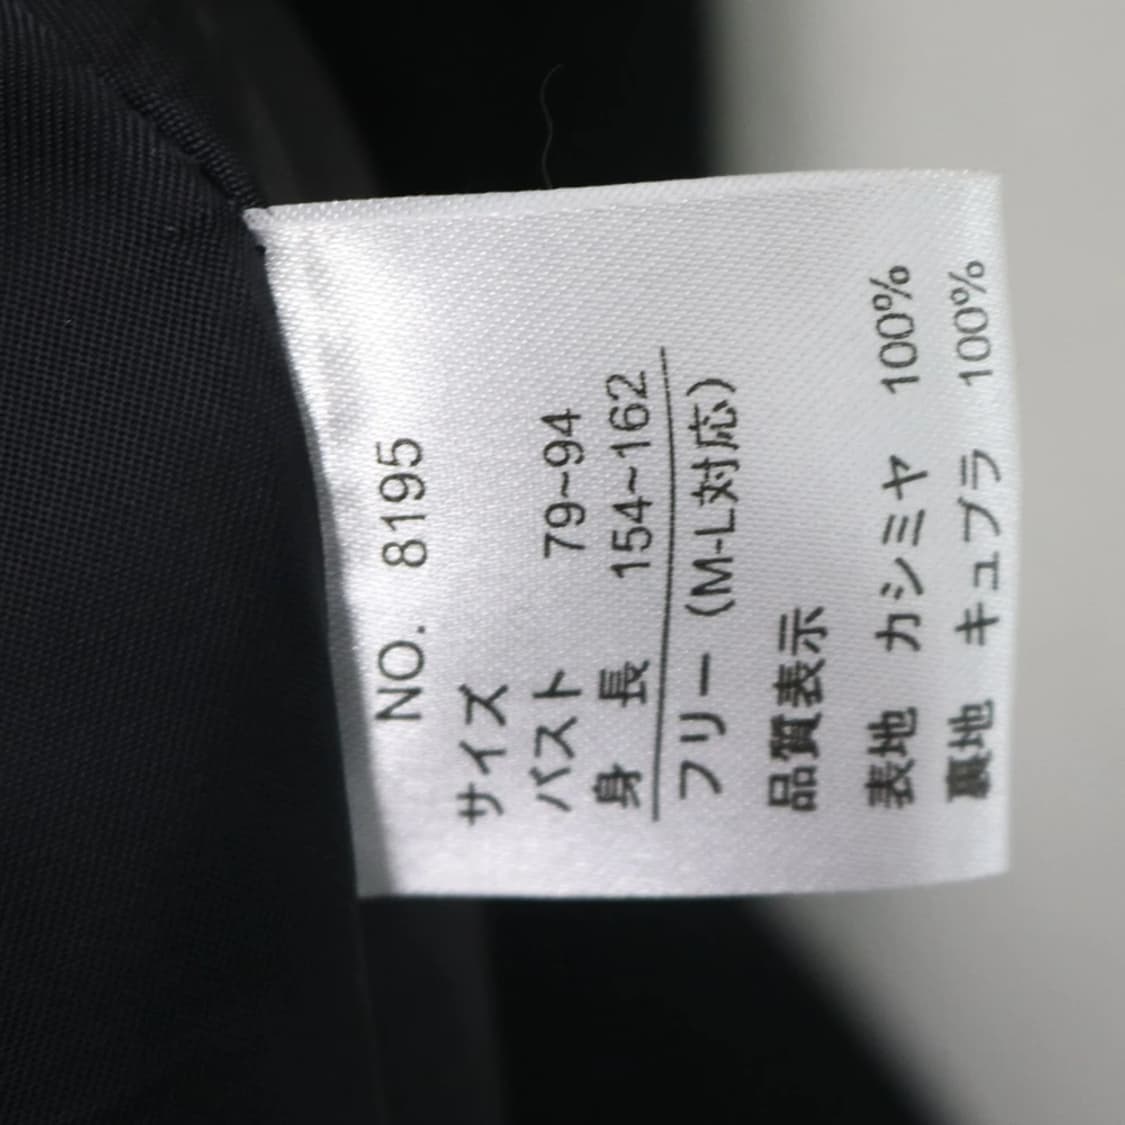 NO. 8195
サイズ
バスト 79~94
身 長 154~162
フリー (M-L対応)
品質表示
表地 カシミヤ 100%
裏地 キュプラ 100%